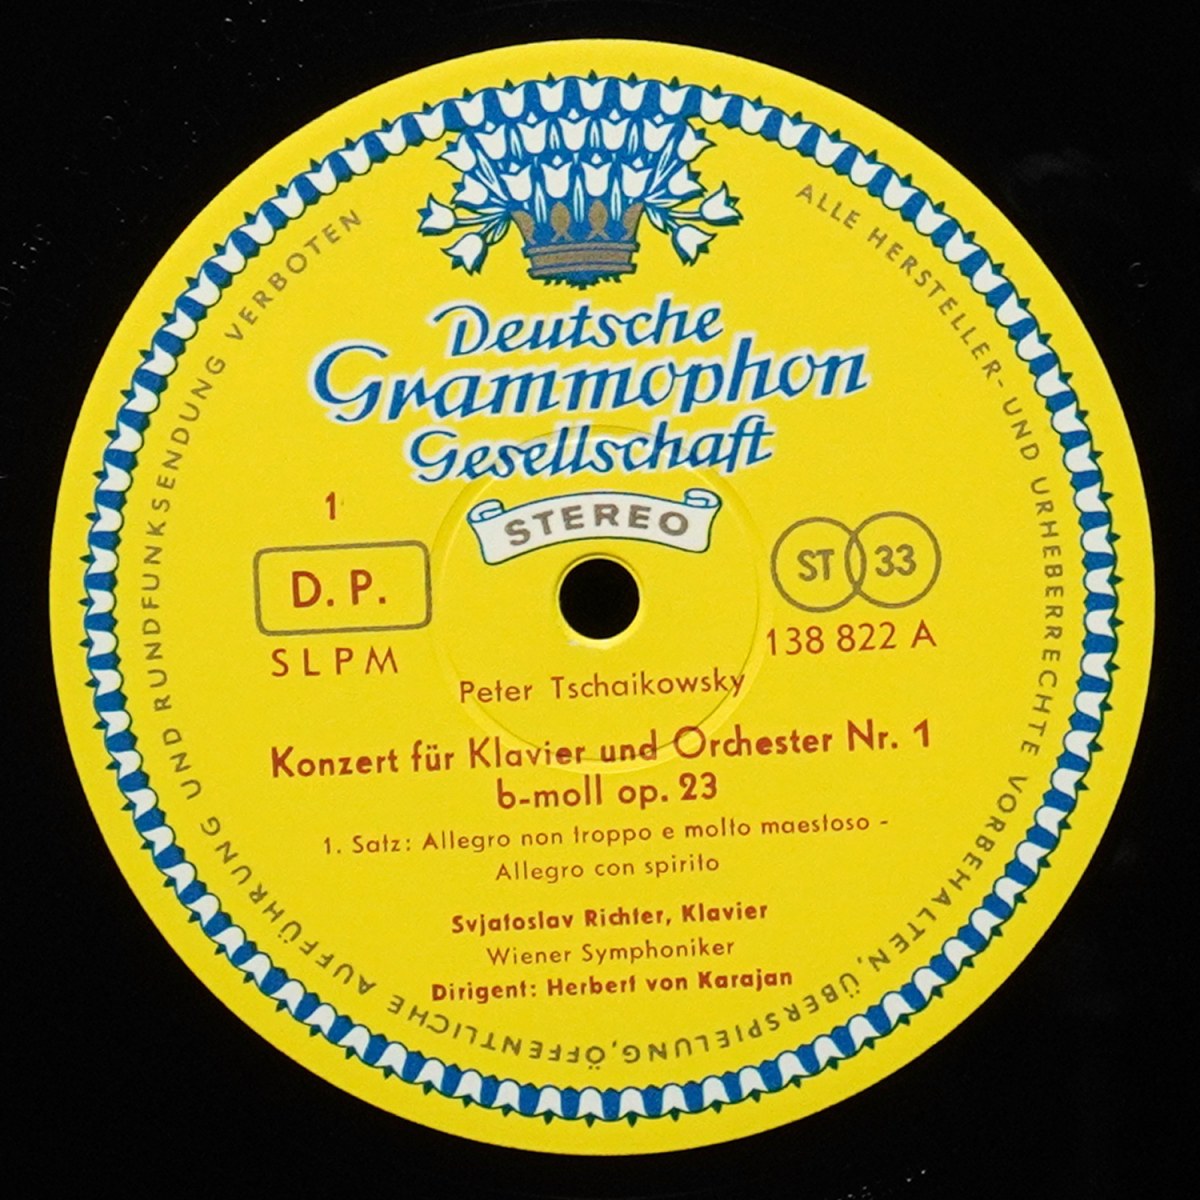 Deutsche
Grammophon
Gesellschaft
STEREO
1
D. P.
SLPM
ST 33
138 822 A
Peter Tschaikowsky
Konzert für Klavier und Orchester Nr. 1
b-moll op. 23
1. Satz: Allegro non troppo e molto maestoso -
Allegro con spirito
Svjatoslav Richter, Klavier
Wiener Symphoniker
Dirigent: Herbert von Karajan
ALLE HERSTELLER- UND URHEBERRECHTE VORBEHALTEN, ÜBERSPIELUNG, ÖFFENTLICHE AUFFÜHRUNG UND RUNDFUNKSENDUNG VERBOTEN